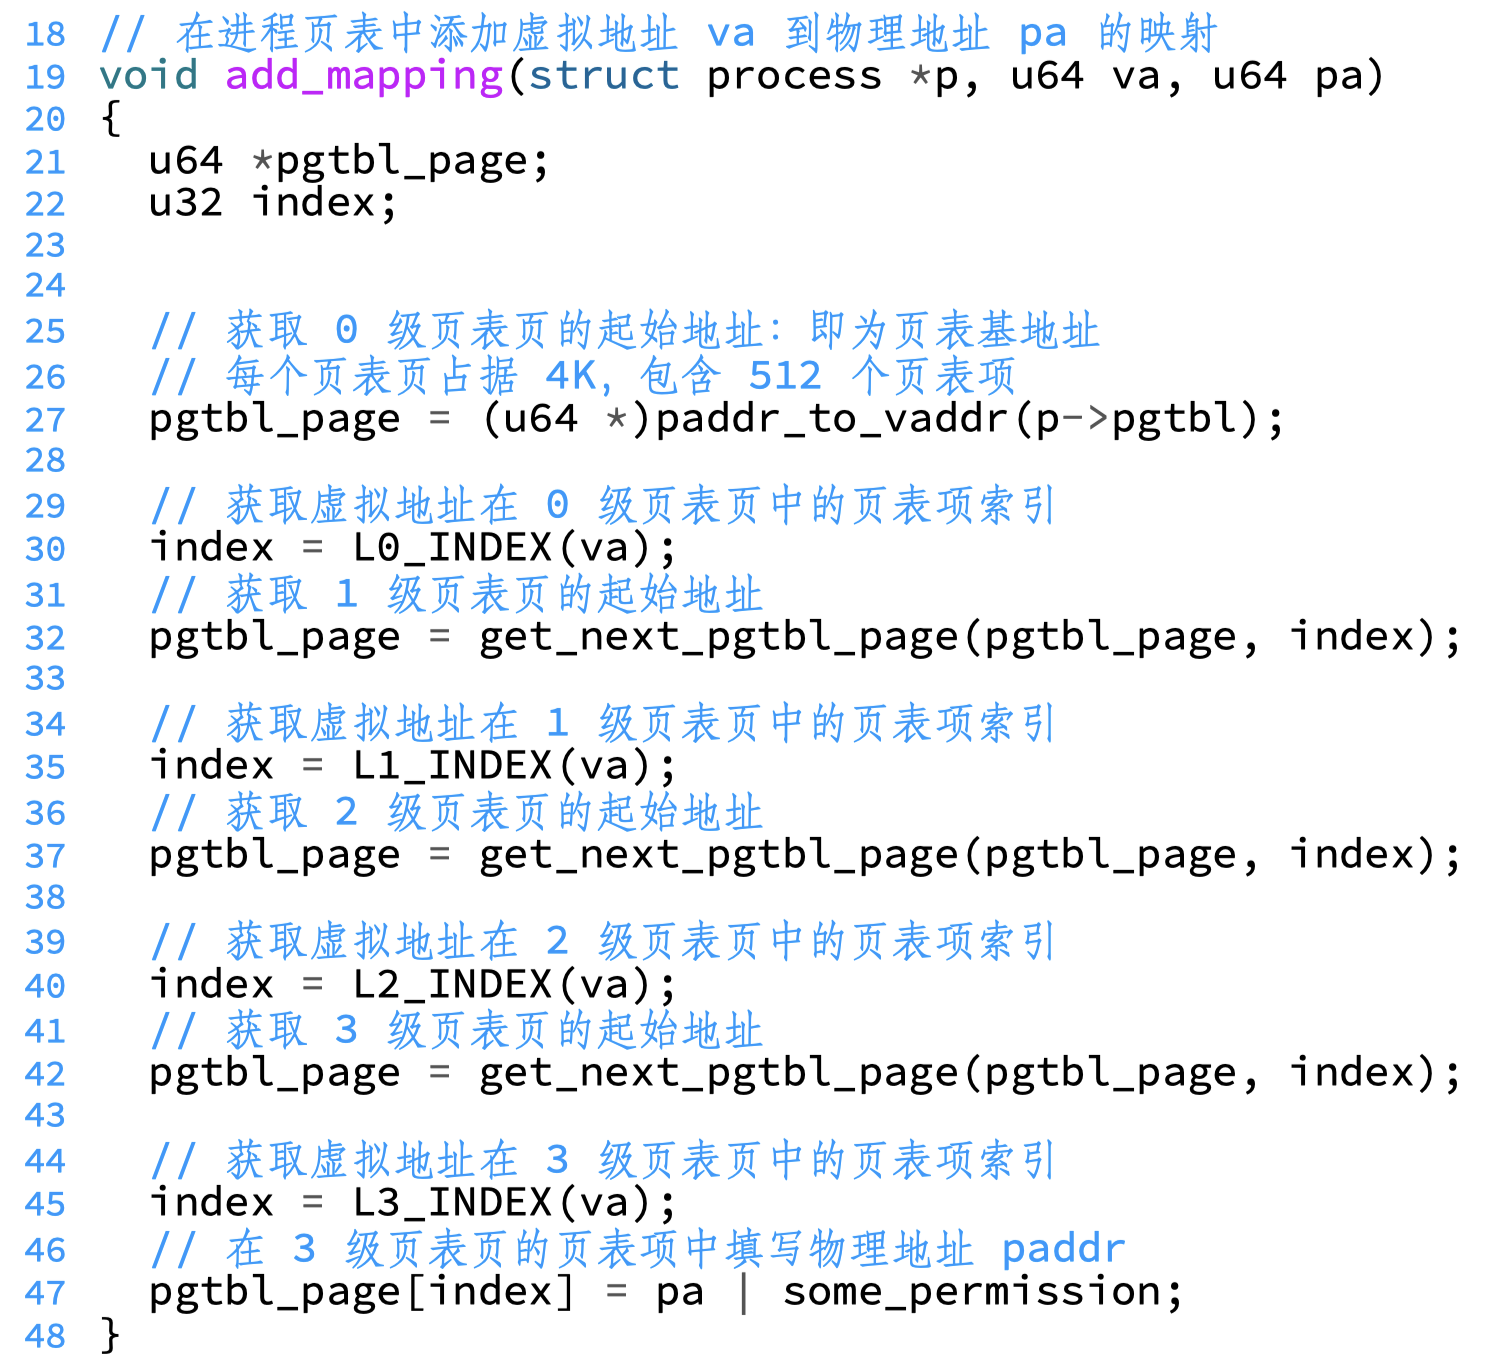 18 // 在进程页表中添加虚拟地址 va 到物理地址 pa 的映射
19 void add_mapping(struct process *p, u64 va, u64 pa)
20 {
21   u64 *pgtbl_page;
22   u32 index;
23
24
25   // 获取 0 级页表页的起始地址：即为页表基地址
26   // 每个页表页占据 4K，包含 512 个页表项
27   pgtbl_page = (u64 *)paddr_to_vaddr(p->pgtbl);
28
29   // 获取虚拟地址在 0 级页表页中的页表项索引
30   index = L0_INDEX(va);
31   // 获取 1 级页表页的起始地址
32   pgtbl_page = get_next_pgtbl_page(pgtbl_page, index);
33
34   // 获取虚拟地址在 1 级页表页中的页表项索引
35   index = L1_INDEX(va);
36   // 获取 2 级页表页的起始地址
37   pgtbl_page = get_next_pgtbl_page(pgtbl_page, index);
38
39   // 获取虚拟地址在 2 级页表页中的页表项索引
40   index = L2_INDEX(va);
41   // 获取 3 级页表页的起始地址
42   pgtbl_page = get_next_pgtbl_page(pgtbl_page, index);
43
44   // 获取虚拟地址在 3 级页表页中的页表项索引
45   index = L3_INDEX(va);
46   // 在 3 级页表页的页表项中填写物理地址 paddr
47   pgtbl_page[index] = pa | some_permission;
48 }